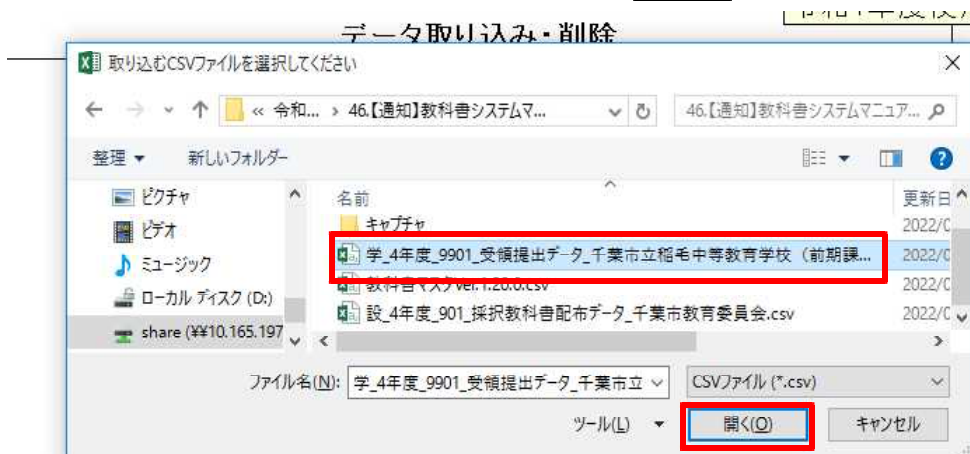 データ取り込み・削除
取り込むCSVファイルを選択してください
« 令和... › 46.【通知】教科書システムマ...
46.【通知】教科書システムマニュア...
整理
新しいフォルダー
ピクチャ
ビデオ
ミュージック
ローカル ディスク (D:)
share (¥¥10.165.197
名前
更新日
キャプチャ
2022/0
学_4年度_9901_受領提出データ_千葉市立稲毛中等教育学校（前期課...
2022/0
教科書マスタver.1.20.0.csv
2022/0
設_4年度_901_採択教科書配布データ_千葉市教育委員会.csv
2022/0
ファイル名(N):
学_4年度_9901_受領提出データ_千葉市立
CSVファイル (*.csv)
ツール(L)
開く(O)
キャンセル